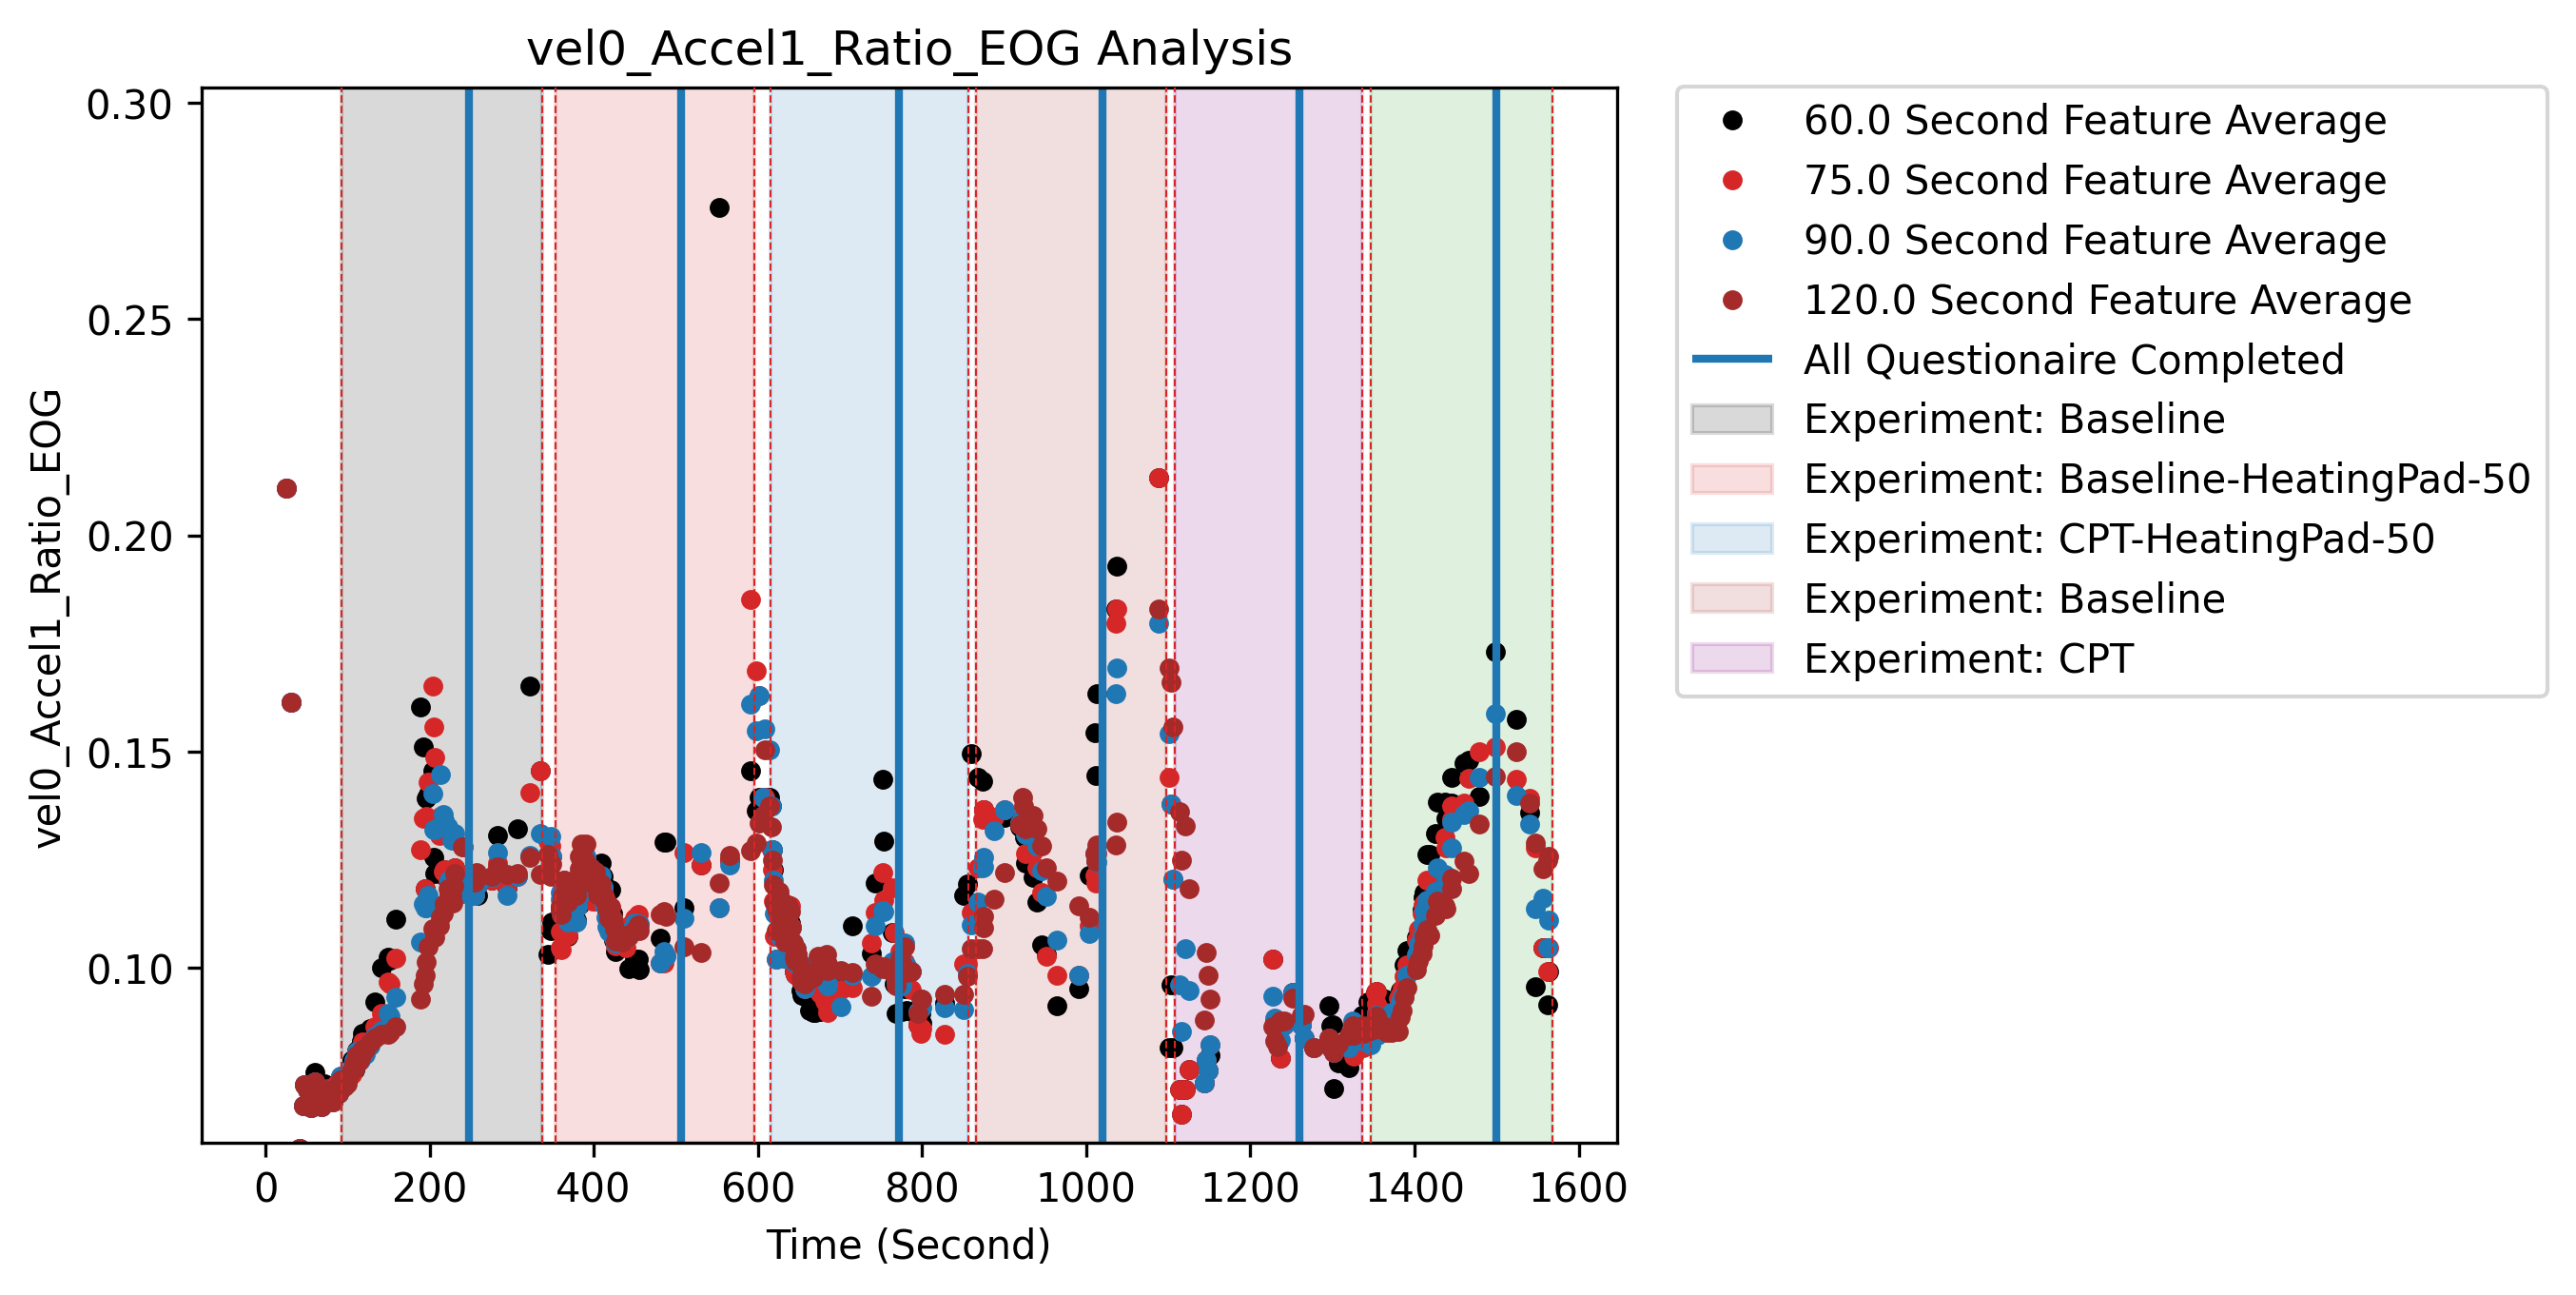 vel0_Accel1_Ratio_EOG Analysis
vel0_Accel1_Ratio_EOG
0.30
0.25
0.20
0.15
0.10
0 200 400 600 800 1000 1200 1400 1600
Time (Second)
60.0 Second Feature Average
75.0 Second Feature Average
90.0 Second Feature Average
120.0 Second Feature Average
All Questionaire Completed
Experiment: Baseline
Experiment: Baseline-HeatingPad-50
Experiment: CPT-HeatingPad-50
Experiment: Baseline
Experiment: CPT